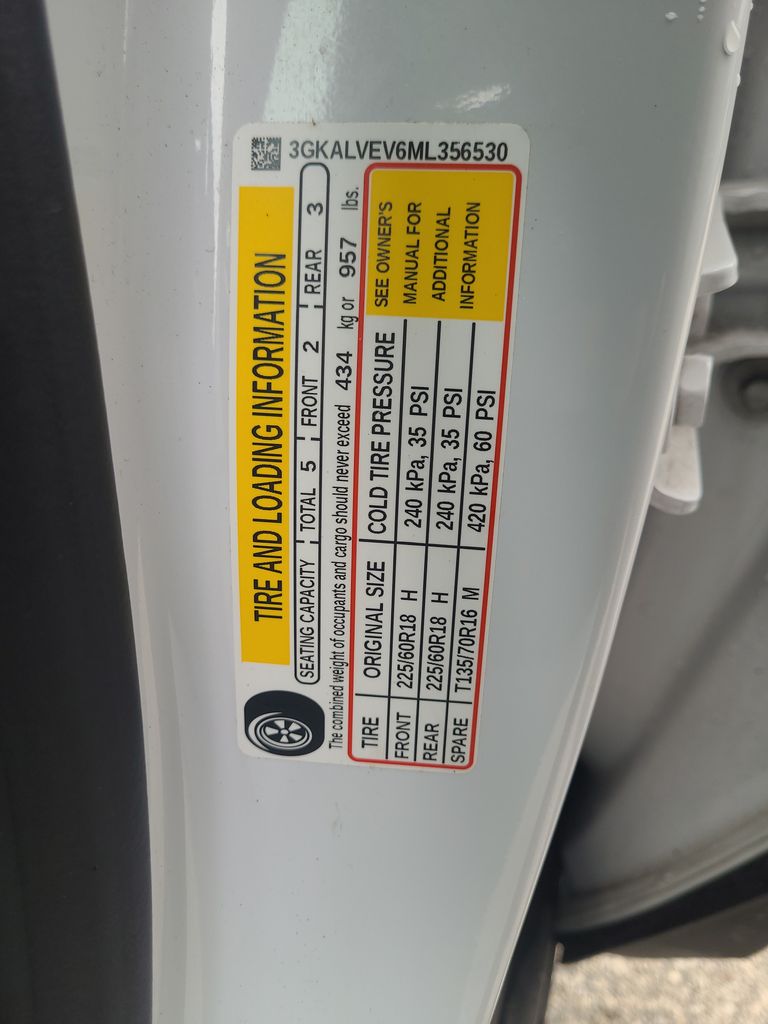 3GKALVEV6ML356530
TIRE AND LOADING INFORMATION
SEATING CAPACITY TOTAL 5 FRONT 2 REAR 3
The combined weight of occupants and cargo should never exceed 434 kg or 957 lbs.
TIRE ORIGINAL SIZE COLD TIRE PRESSURE SEE OWNER'S
FRONT 225/60R18 H 240 kPa, 35 PSI MANUAL FOR
REAR 225/60R18 H 240 kPa, 35 PSI ADDITIONAL
SPARE T135/70R16 M 420 kPa, 60 PSI INFORMATION